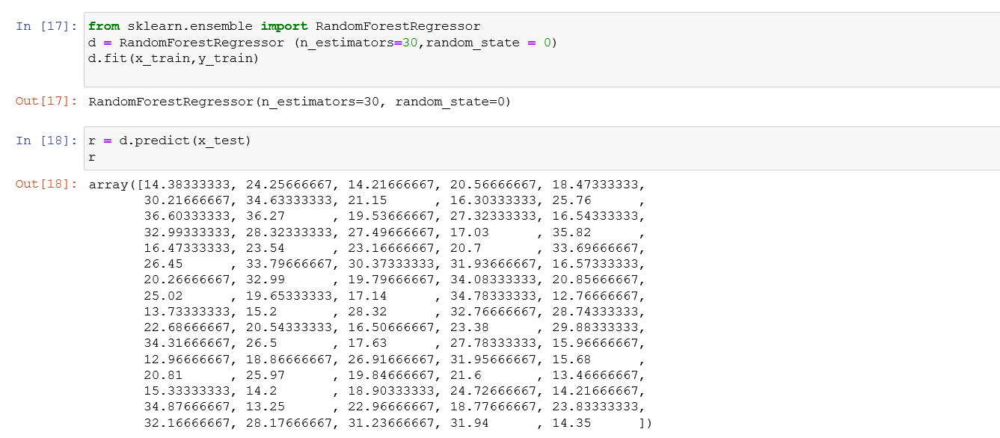 In [17]: from sklearn.ensemble import RandomForestRegressor
d = RandomForestRegressor (n_estimators=30,random_state = 0)
d.fit(x_train,y_train)
Out[17]: RandomForestRegressor(n_estimators=30, random_state=0)
In [18]: r = d.predict(x_test)
r
Out[18]: array([14.38333333, 24.25666667, 14.21666667, 20.56666667, 18.47333333,
30.21666667, 34.63333333, 21.15      , 16.30333333, 25.76      ,
36.60333333, 36.27      , 19.53666667, 27.32333333, 16.54333333,
32.99333333, 28.32333333, 27.49666667, 17.03      , 35.82      ,
16.47333333, 23.54      , 23.16666667, 20.7       , 33.69666667,
26.45      , 33.79666667, 30.37333333, 31.93666667, 16.57333333,
20.26666667, 32.99      , 19.79666667, 34.08333333, 20.85666667,
25.02      , 19.65333333, 17.14      , 34.78333333, 12.76666667,
13.73333333, 15.2       , 28.32      , 32.76666667, 28.74333333,
22.68666667, 20.54333333, 16.50666667, 23.38      , 29.88333333,
34.31666667, 26.5       , 17.63      , 27.78333333, 15.96666667,
12.96666667, 18.86666667, 26.91666667, 31.95666667, 15.68      ,
20.81      , 25.97      , 19.84666667, 21.6       , 13.46666667,
15.33333333, 14.2       , 18.90333333, 24.72666667, 14.21666667,
34.87666667, 13.25      , 22.96666667, 18.77666667, 23.83333333,
32.16666667, 28.17666667, 31.23666667, 31.94      , 14.35      ])